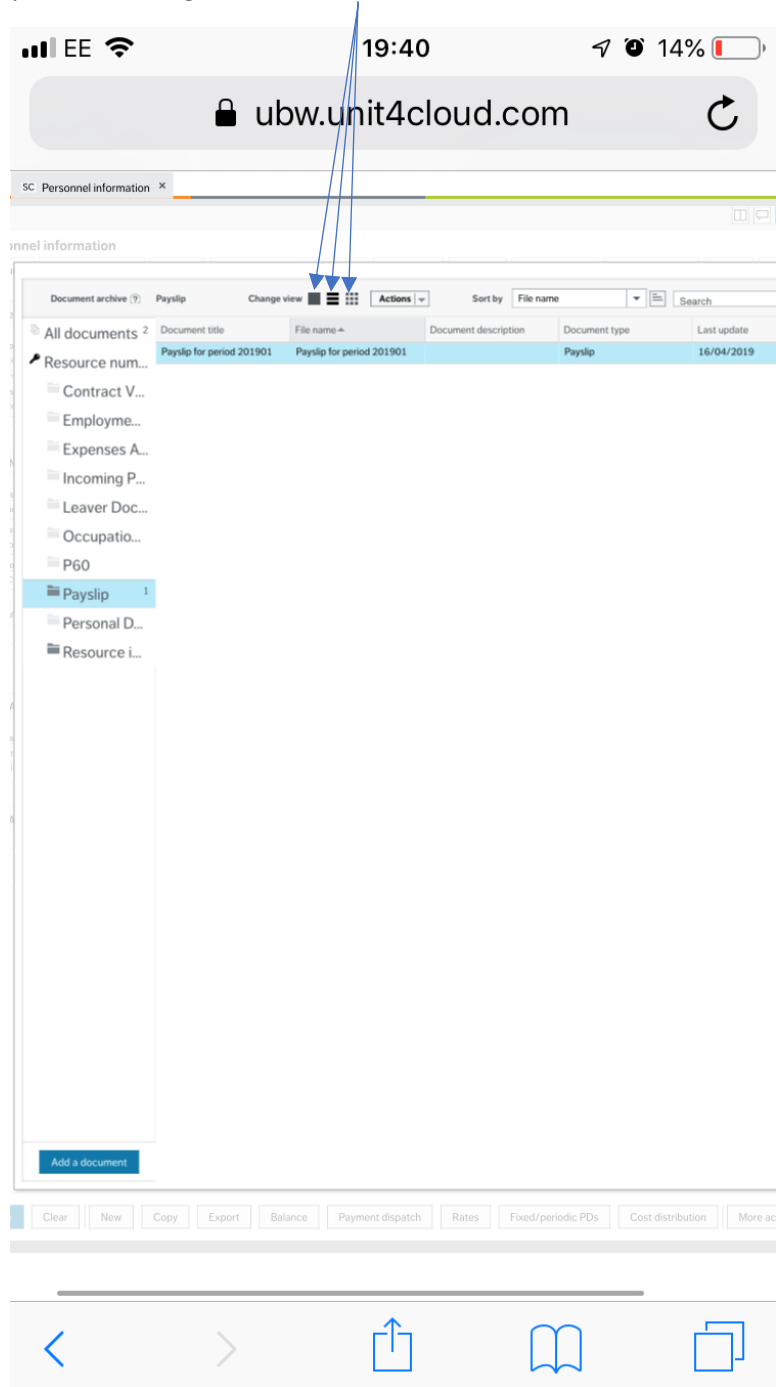 EE 19:40 14%
ubw.unit4cloud.com
SC Personnel information ×
nnel information
Document archive ? Payslip Change view Actions Sort by File name Search
All documents 2 Document title File name Document description Document type Last update
Payslip for period 201901 Payslip for period 201901 Payslip 16/04/2019
Resource num...
Contract V...
Employme...
Expenses A...
Incoming P...
Leaver Doc...
Occupatio...
P60
Payslip 1
Personal D...
Resource i...
Add a document
Clear New Copy Export Balance Payment dispatch Rates Fixed/periodic PDs Cost distribution More ac